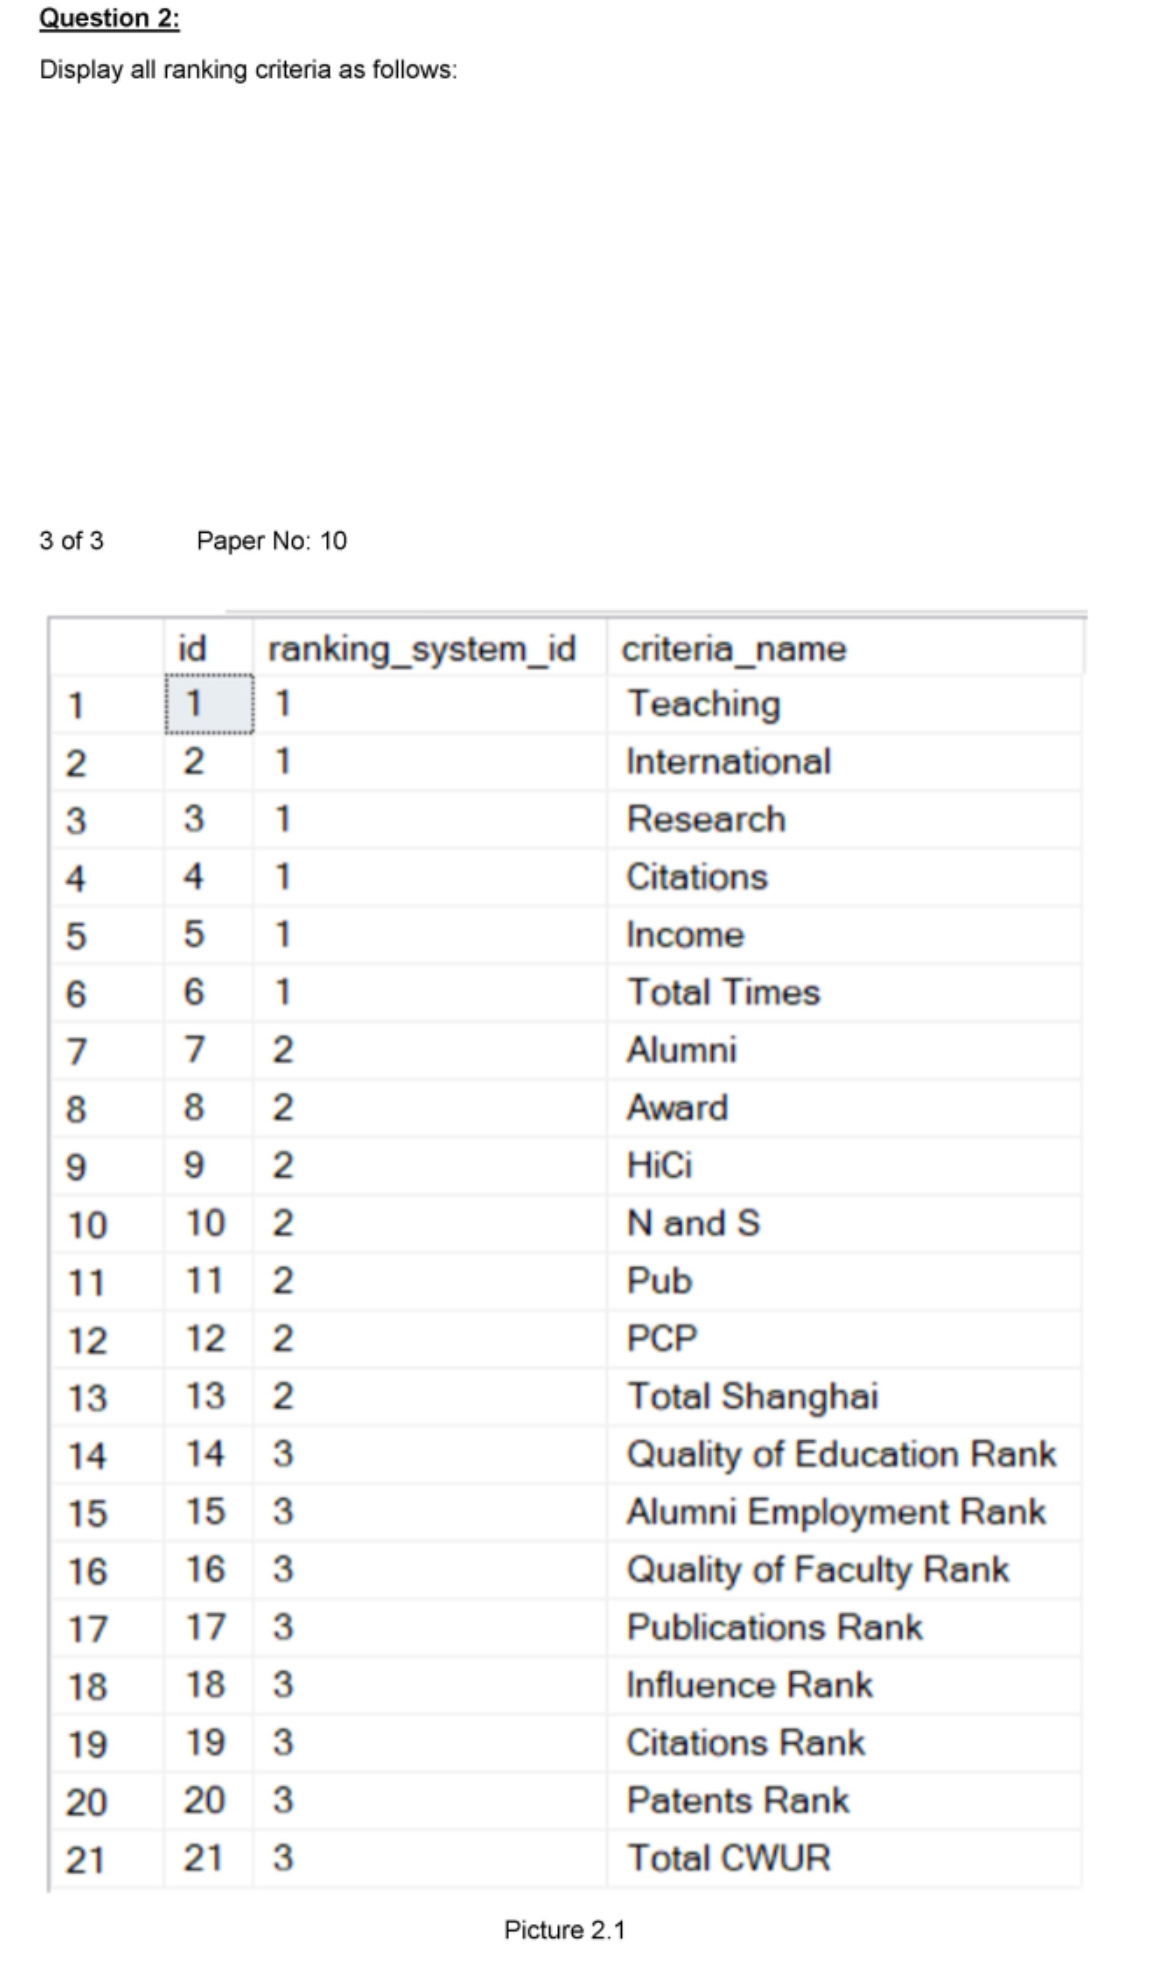 Question 2:
Display all ranking criteria as follows:
3 of 3 Paper No: 10
id ranking_system_id criteria_name
1 1 1 Teaching
2 2 1 International
3 3 1 Research
4 4 1 Citations
5 5 1 Income
6 6 1 Total Times
7 7 2 Alumni
8 8 2 Award
9 9 2 HiCi
10 10 2 N and S
11 11 2 Pub
12 12 2 PCP
13 13 2 Total Shanghai
14 14 3 Quality of Education Rank
15 15 3 Alumni Employment Rank
16 16 3 Quality of Faculty Rank
17 17 3 Publications Rank
18 18 3 Influence Rank
19 19 3 Citations Rank
20 20 3 Patents Rank
21 21 3 Total CWUR
Picture 2.1